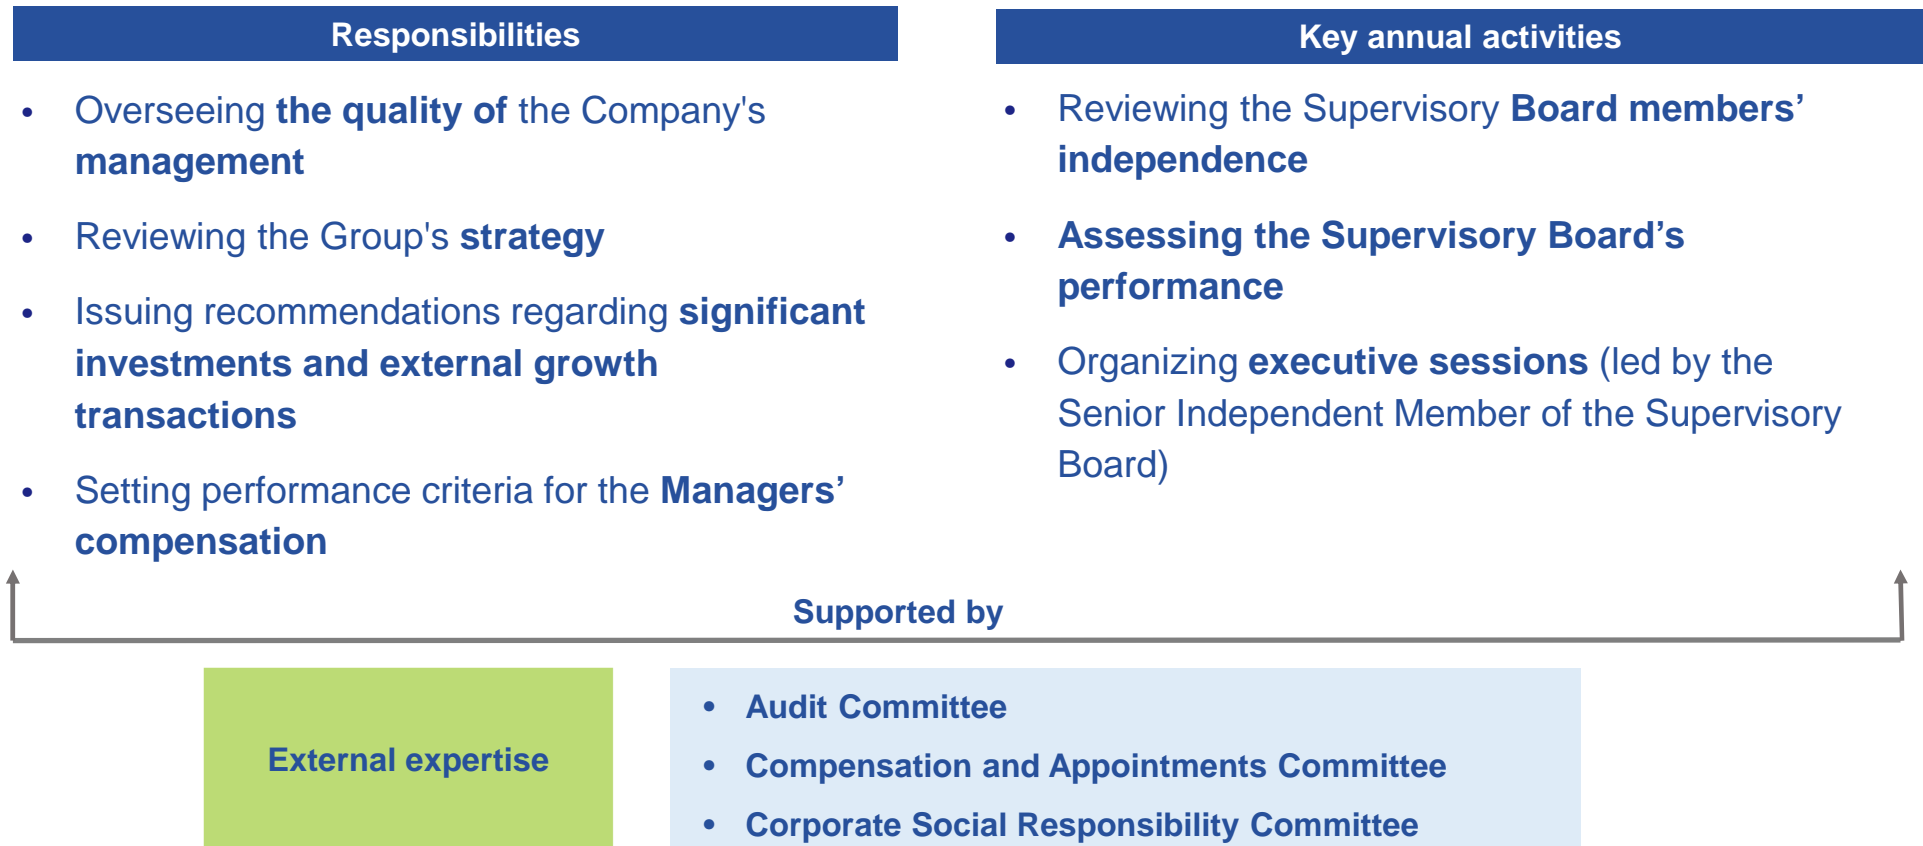 Responsibilities
• Overseeing the quality of the Company's
management
• Reviewing the Group's strategy
• Issuing recommendations regarding significant
investments and external growth
transactions
• Setting performance criteria for the Managers’
compensation
Key annual activities
• Reviewing the Supervisory Board members’
independence
• Assessing the Supervisory Board’s
performance
• Organizing executive sessions (led by the
Senior Independent Member of the Supervisory
Board)
Supported by
External expertise
• Audit Committee
• Compensation and Appointments Committee
• Corporate Social Responsibility Committee